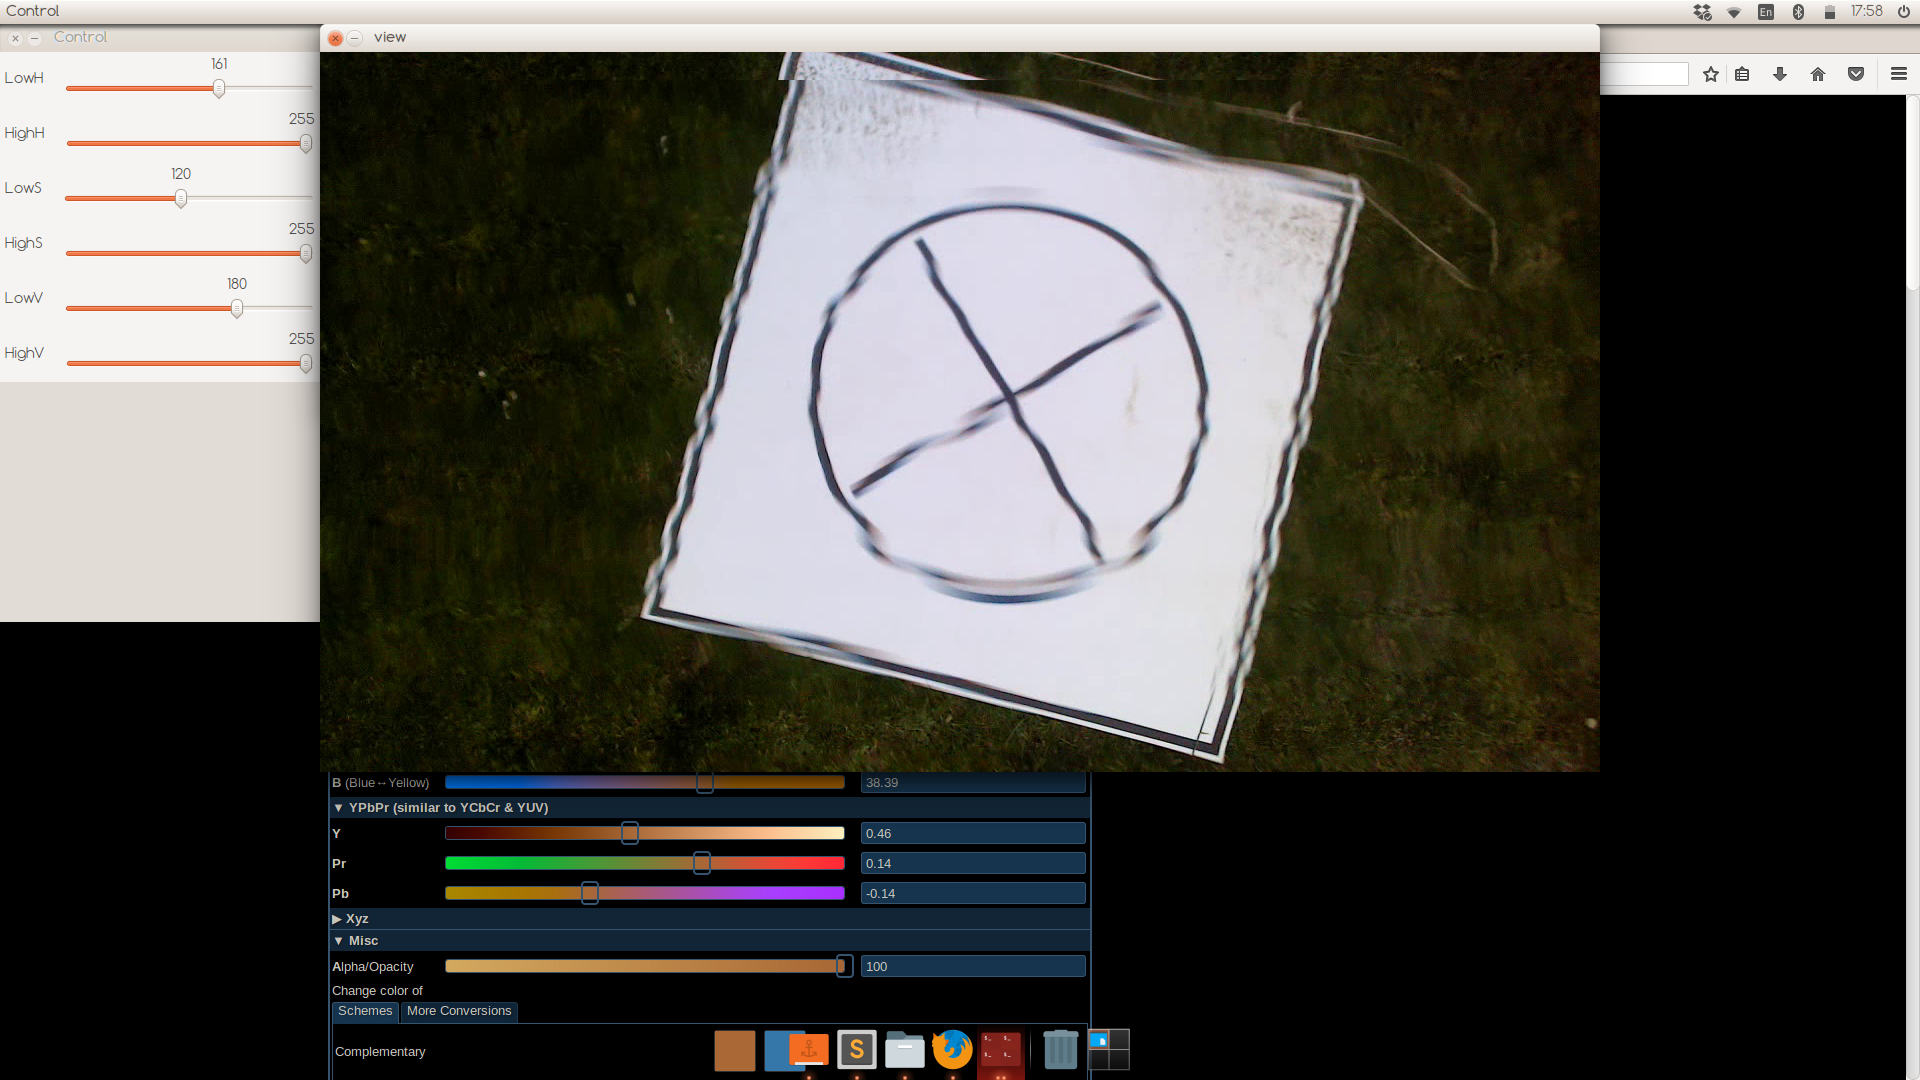 Control
En
17:58
Control
view
161
LowH
255
HighH
120
LowS
255
HighS
180
LowV
255
HighV
B (Blue↔Yellow)
38.39
▼ YPbPr (similar to YCbCr & YUV)
Y
0.46
Pr
0.14
Pb
-0.14
▶ Xyz
▼ Misc
Alpha/Opacity
100
Change color of
Schemes
More Conversions
Complementary
S